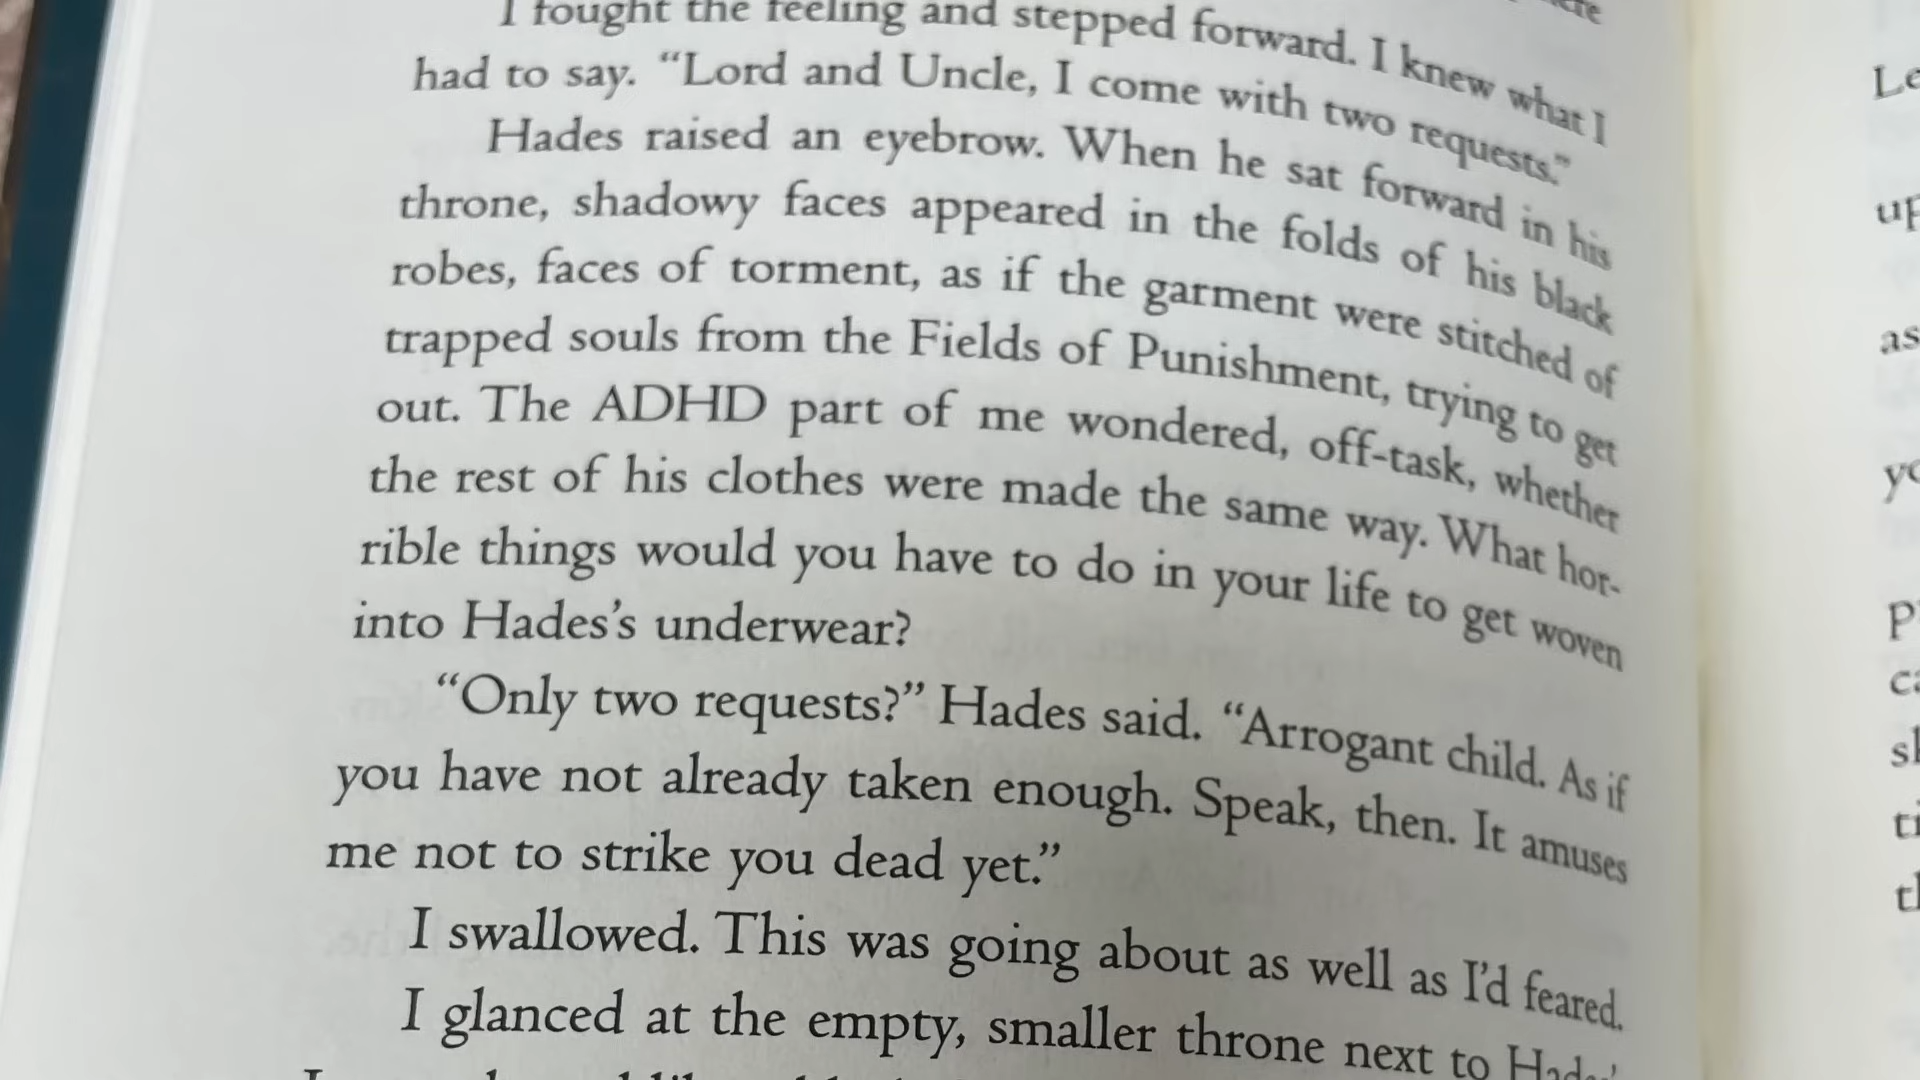 I fought the feeling and stepped forward. I knew what I
had to say. “Lord and Uncle, I come with two requests.”
Hades raised an eyebrow. When he sat forward in his
throne, shadowy faces appeared in the folds of his black
robes, faces of torment, as if the garment were stitched of
trapped souls from the Fields of Punishment, trying to get
out. The ADHD part of me wondered, off-task, whether
the rest of his clothes were made the same way. What hor-
rible things would you have to do in your life to get woven
into Hades’s underwear?
“Only two requests?” Hades said. “Arrogant child. As if
you have not already taken enough. Speak, then. It amuses
me not to strike you dead yet.”
I swallowed. This was going about as well as I’d feared.
I glanced at the empty, smaller throne next to
as